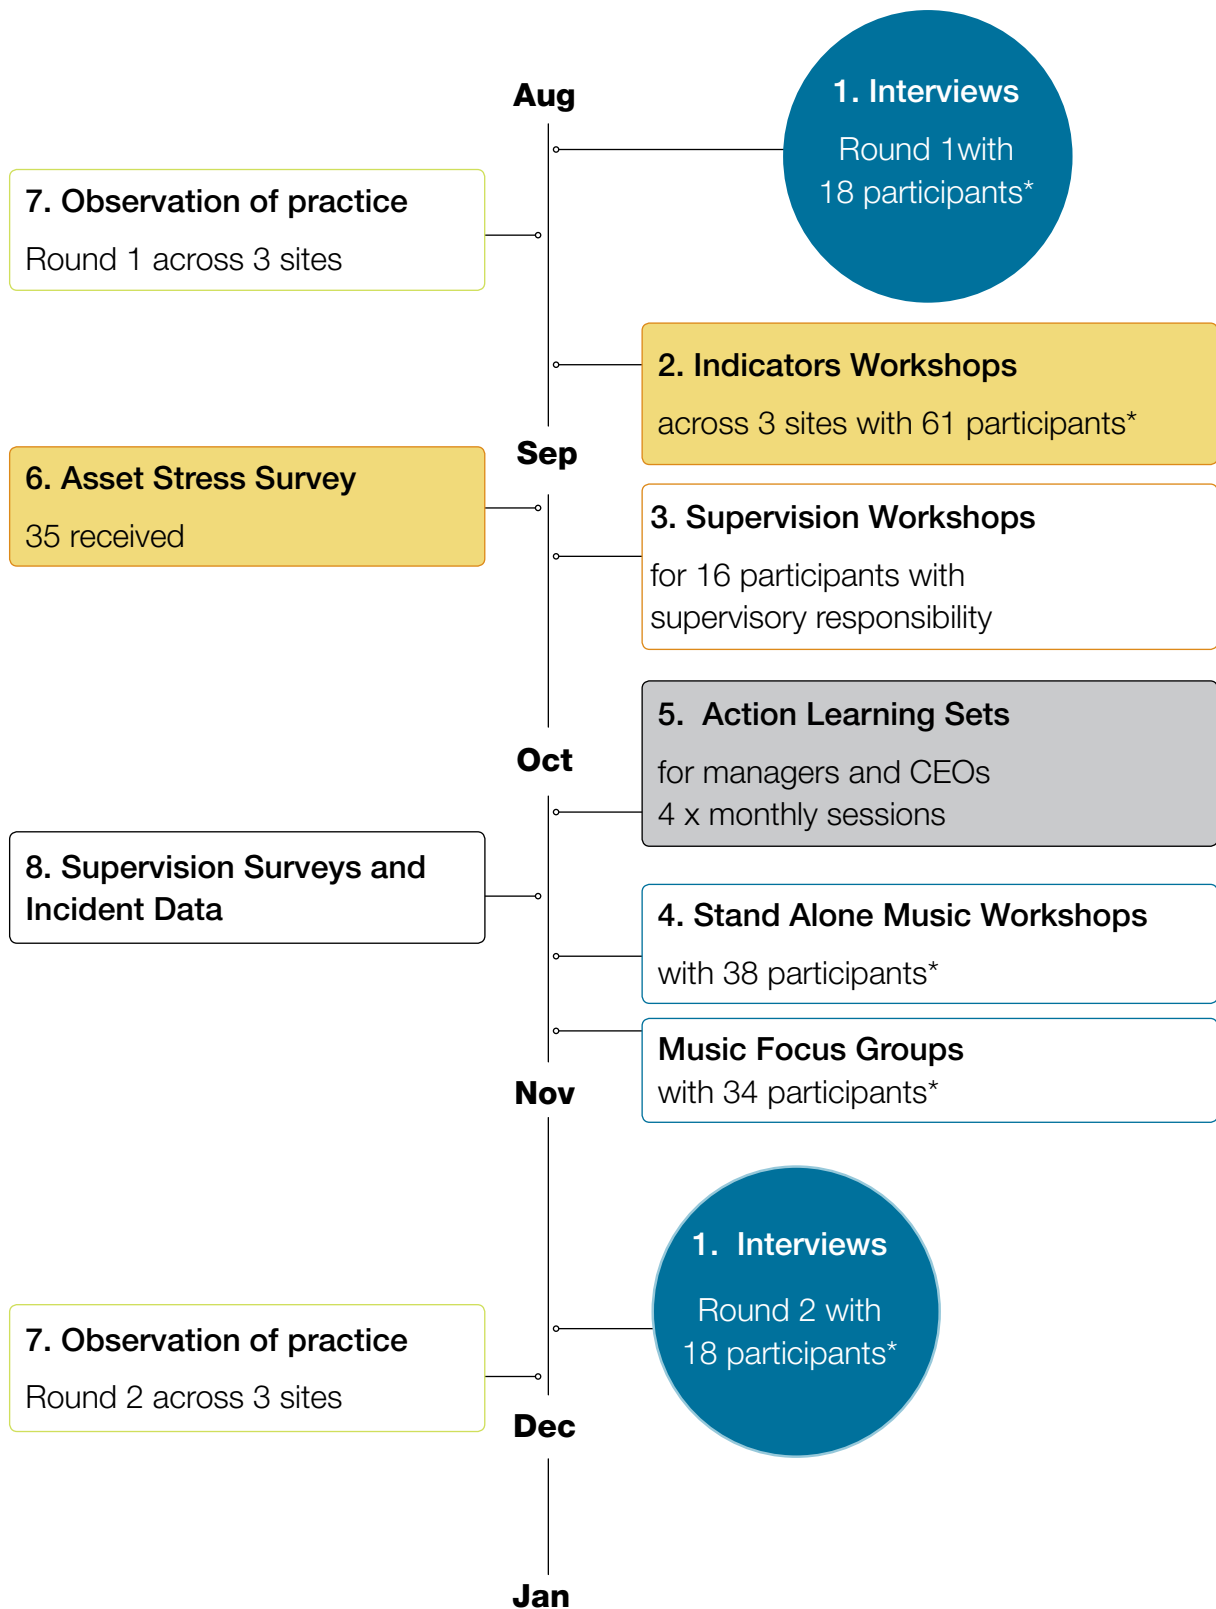 Aug
1. Interviews
Round 1with
18 participants*
7. Observation of practice
Round 1 across 3 sites
2. Indicators Workshops
across 3 sites with 61 participants*
Sep
6. Asset Stress Survey
35 received
3. Supervision Workshops
for 16 participants with
supervisory responsibility
5. Action Learning Sets
for managers and CEOs
4 x monthly sessions
Oct
8. Supervision Surveys and
Incident Data
4. Stand Alone Music Workshops
with 38 participants*
Music Focus Groups
with 34 participants*
Nov
1. Interviews
Round 2 with
18 participants*
7. Observation of practice
Round 2 across 3 sites
Dec
Jan